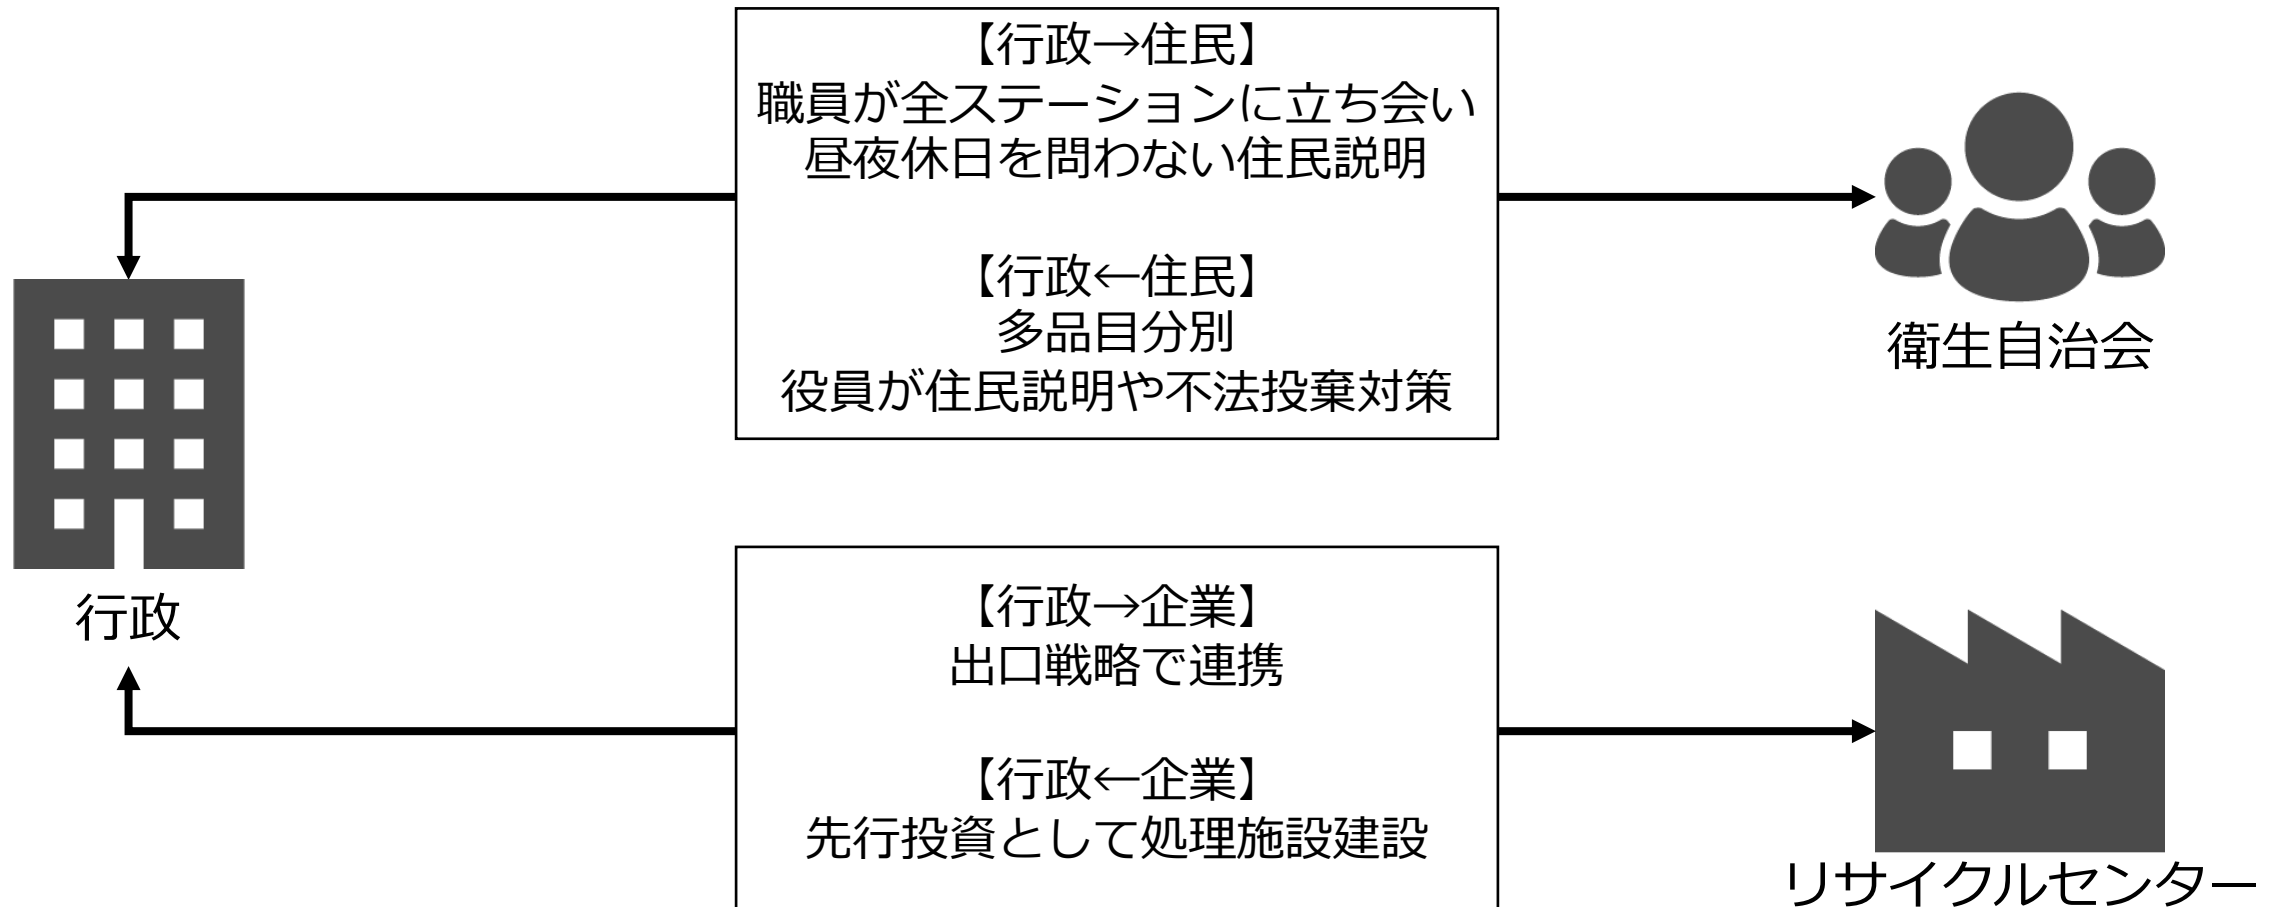 【行政→住民】
職員が全ステーションに立ち会い
昼夜休日を問わない住民説明
【行政←住民】
多品目分別
役員が住民説明や不法投棄対策
衛生自治会
行政
【行政→企業】
出口戦略で連携
【行政←企業】
先行投資として処理施設建設
リサイクルセンター